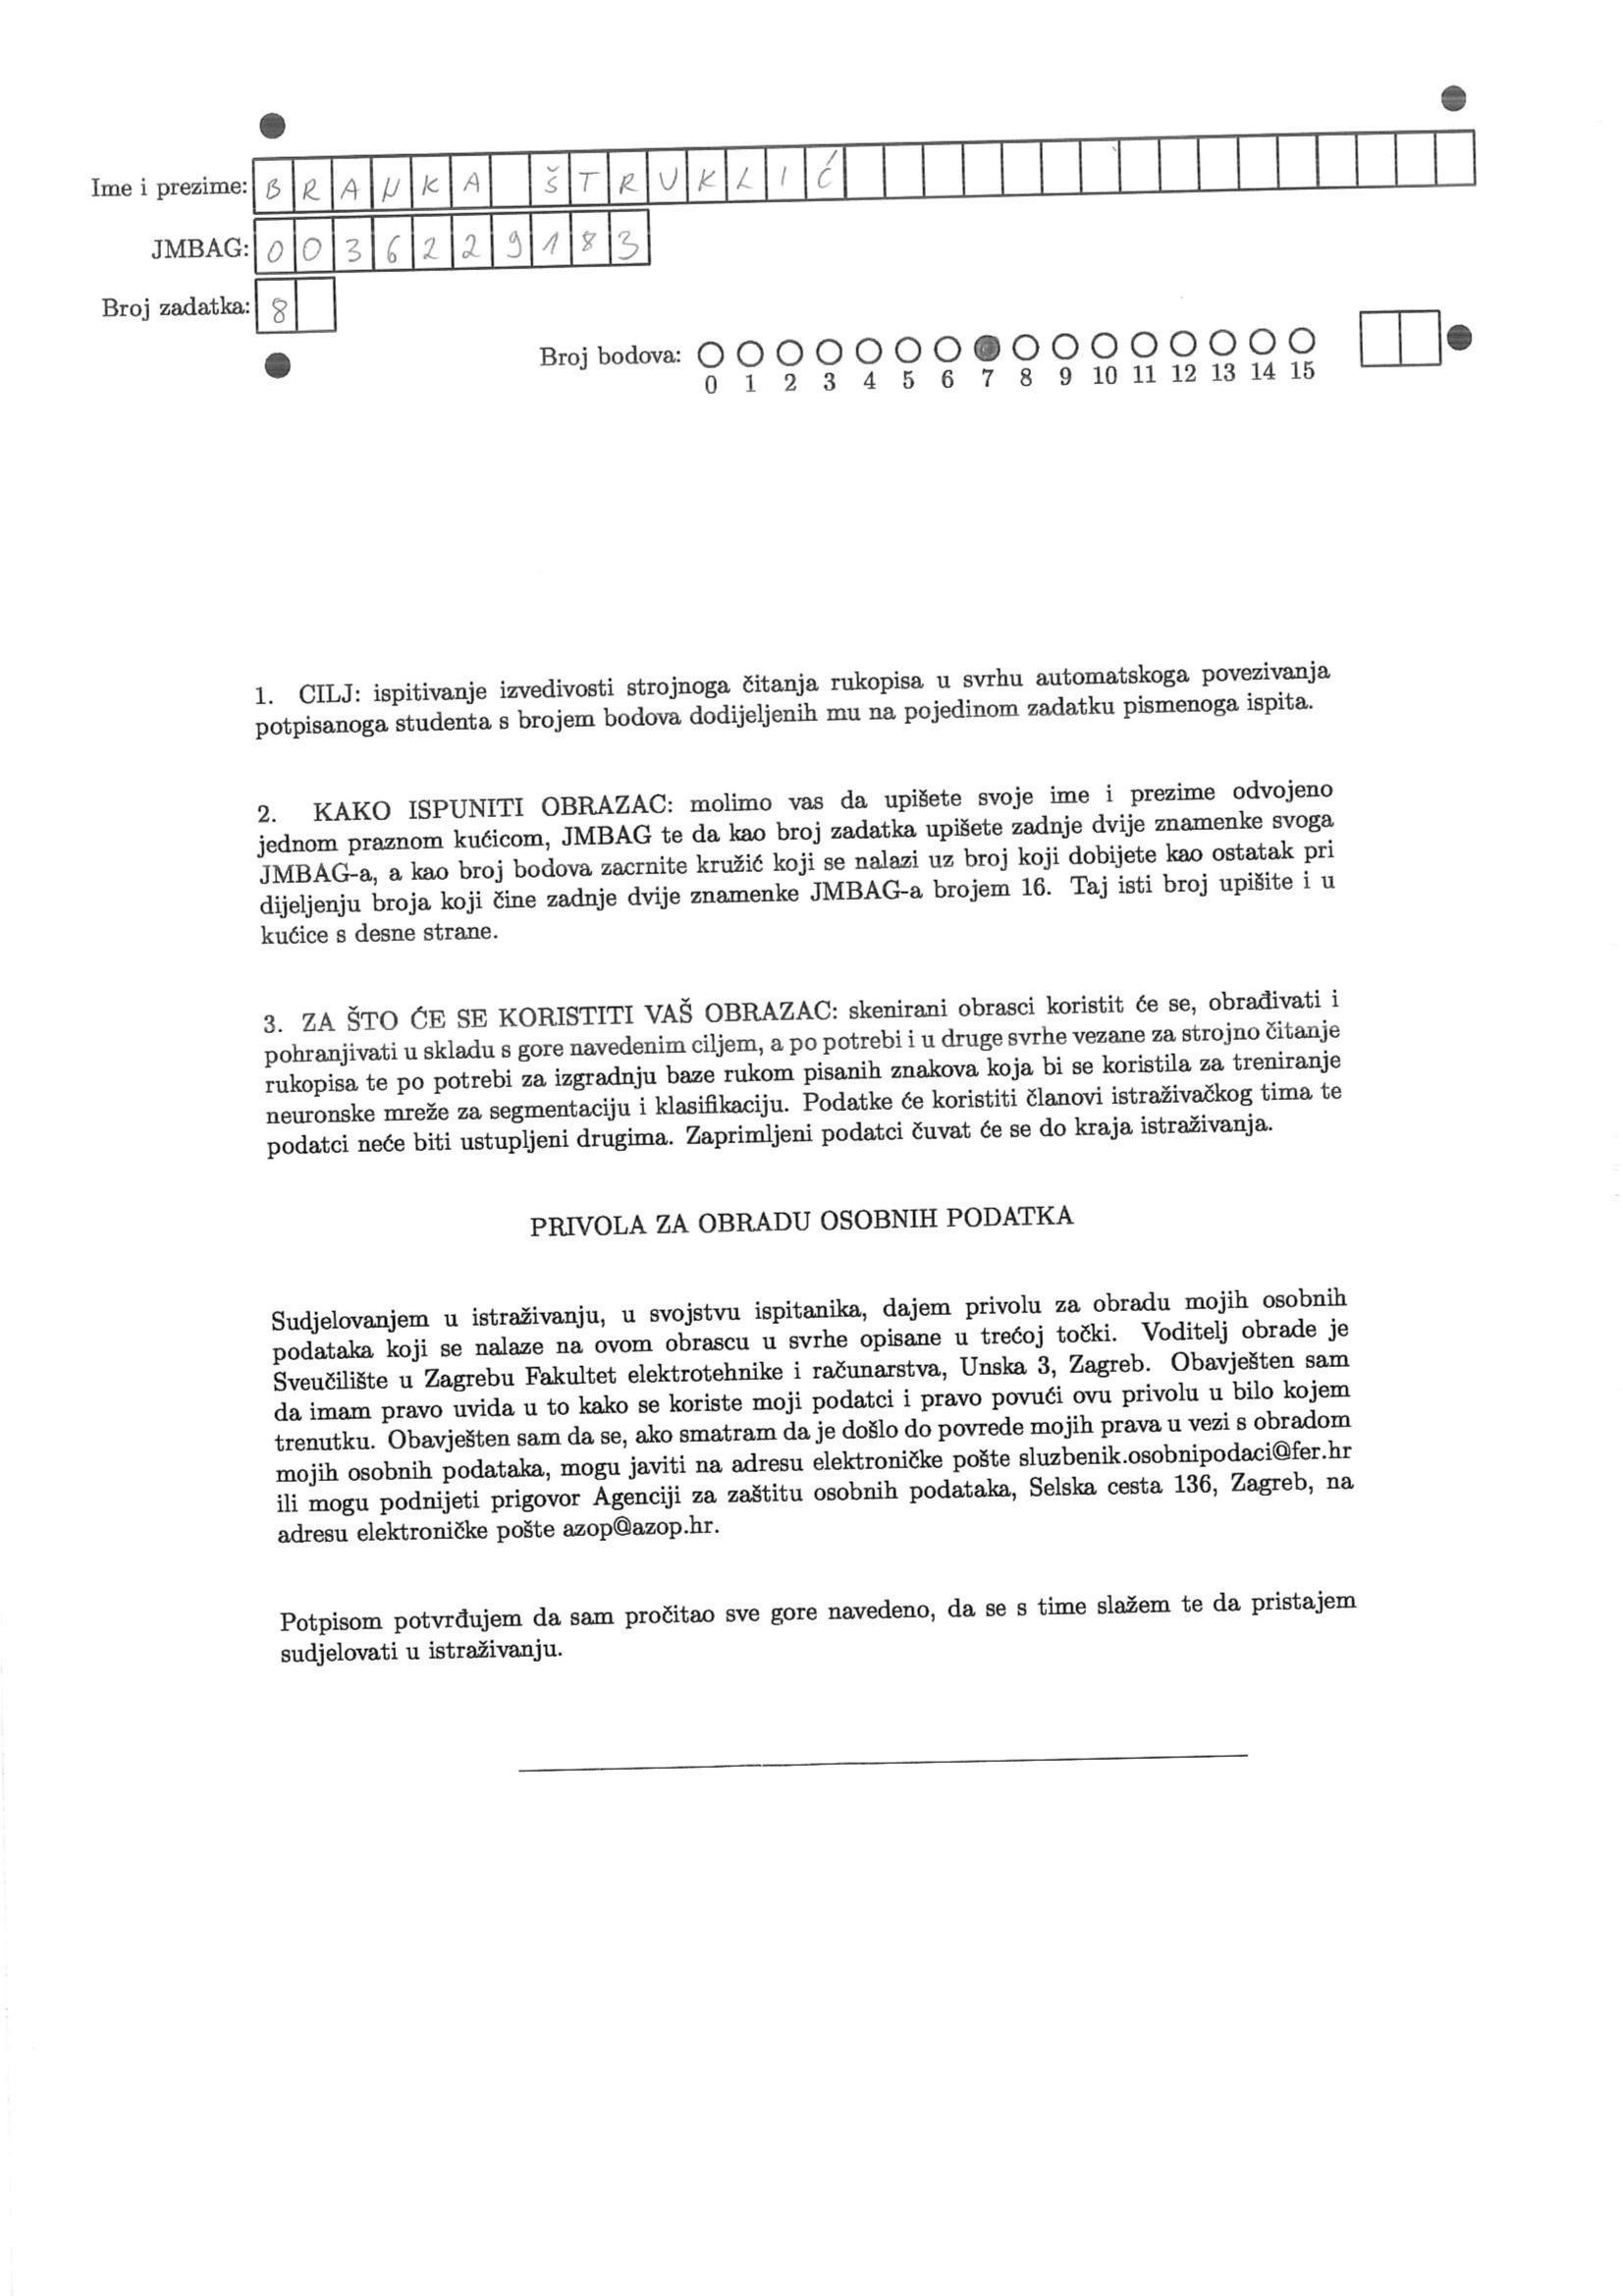 Ime i prezime: BRANKA ŠTRUKLIĆ
JMBAG: 0036229183
Broj zadatka: 8
Broj bodova:
0 1 2 3 4 5 6 7 8 9 10 11 12 13 14 15
1. CILJ: ispitivanje izvedivosti strojnoga čitanja rukopisa u svrhu automatskoga povezivanja
potpisanoga studenta s brojem bodova dodijeljenih mu na pojedinom zadatku pismenoga ispita.
2. KAKO ISPUNITI OBRAZAC: molimo vas da upišete svoje ime i prezime odvojeno
jednom praznom kućicom, JMBAG te da kao broj zadatka upišete zadnje dvije znamenke svoga
JMBAG-a, a kao broj bodova zacrnite kružić koji se nalazi uz broj koji dobijete kao ostatak pri
dijeljenju broja koji čine zadnje dvije znamenke JMBAG-a brojem 16. Taj isti broj upišite i u
kućice s desne strane.
3. ZA ŠTO ĆE SE KORISTITI VAŠ OBRAZAC: skenirani obrasci koristit će se, obrađivati i
pohranjivati u skladu s gore navedenim ciljem, a po potrebi i u druge svrhe vezane za strojno čitanje
rukopisa te po potrebi za izgradnju baze rukom pisanih znakova koja bi se koristila za treniranje
neuronske mreže za segmentaciju i klasifikaciju. Podatke će koristiti članovi istraživačkog tima te
podatci neće biti ustupljeni drugima. Zaprimljeni podatci čuvat će se do kraja istraživanja.
PRIVOLA ZA OBRADU OSOBNIH PODATKA
Sudjelovanjem u istraživanju, u svojstvu ispitanika, dajem privolu za obradu mojih osobnih
podataka koji se nalaze na ovom obrascu u svrhe opisane u trećoj točki. Voditelj obrade je
Sveučilište u Zagrebu Fakultet elektrotehnike i računarstva, Unska 3, Zagreb. Obavješten sam
da imam pravo uvida u to kako se koriste moji podatci i pravo povući ovu privolu u bilo kojem
trenutku. Obavješten sam da se, ako smatram da je došlo do povrede mojih prava u vezi s obradom
mojih osobnih podataka, mogu javiti na adresu elektroničke pošte sluzbenik.osobnipodaci@fer.hr
ili mogu podnijeti prigovor Agenciji za zaštitu osobnih podataka, Selska cesta 136, Zagreb, na
adresu elektroničke pošte azop@azop.hr.
Potpisom potvrđujem da sam pročitao sve gore navedeno, da se s time slažem te da pristajem
sudjelovati u istraživanju.